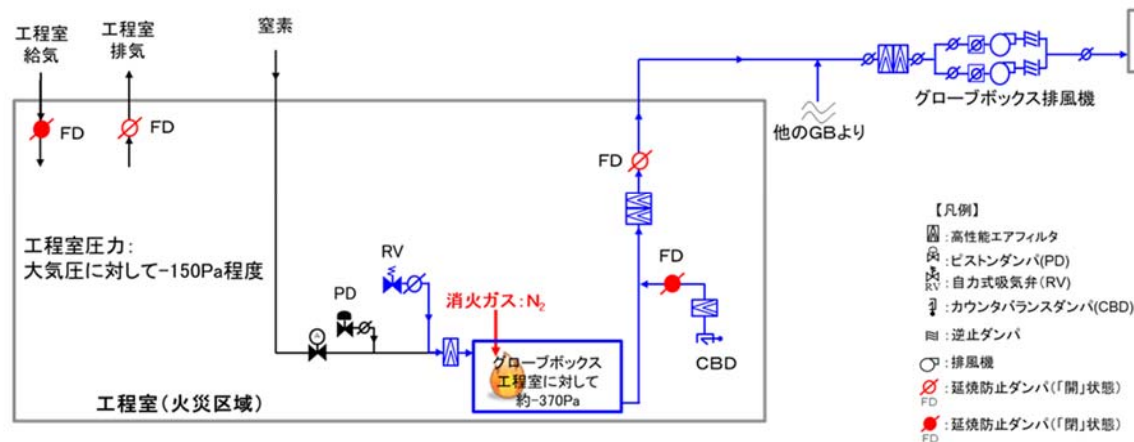 工程室
給気
工程室
排気
窒素
FD
FD
工程室圧力:
大気圧に対して-150Pa程度
RV
PD
消火ガス:N₂
グローブボックス
工程室に対して
約-370Pa
FD
FD
CBD
工程室(火災区域)
他のGBより
グローブボックス排風機
【凡例】
:高性能エアフィルタ
:ピストンダンパ(PD)
RV
:自力式吸気弁(RV)
:カウンタバランスダンパ(CBD)
:逆止ダンパ
:排風機
:延焼防止ダンパ(「開」状態)
FD
:延焼防止ダンパ(「閉」状態)
FD